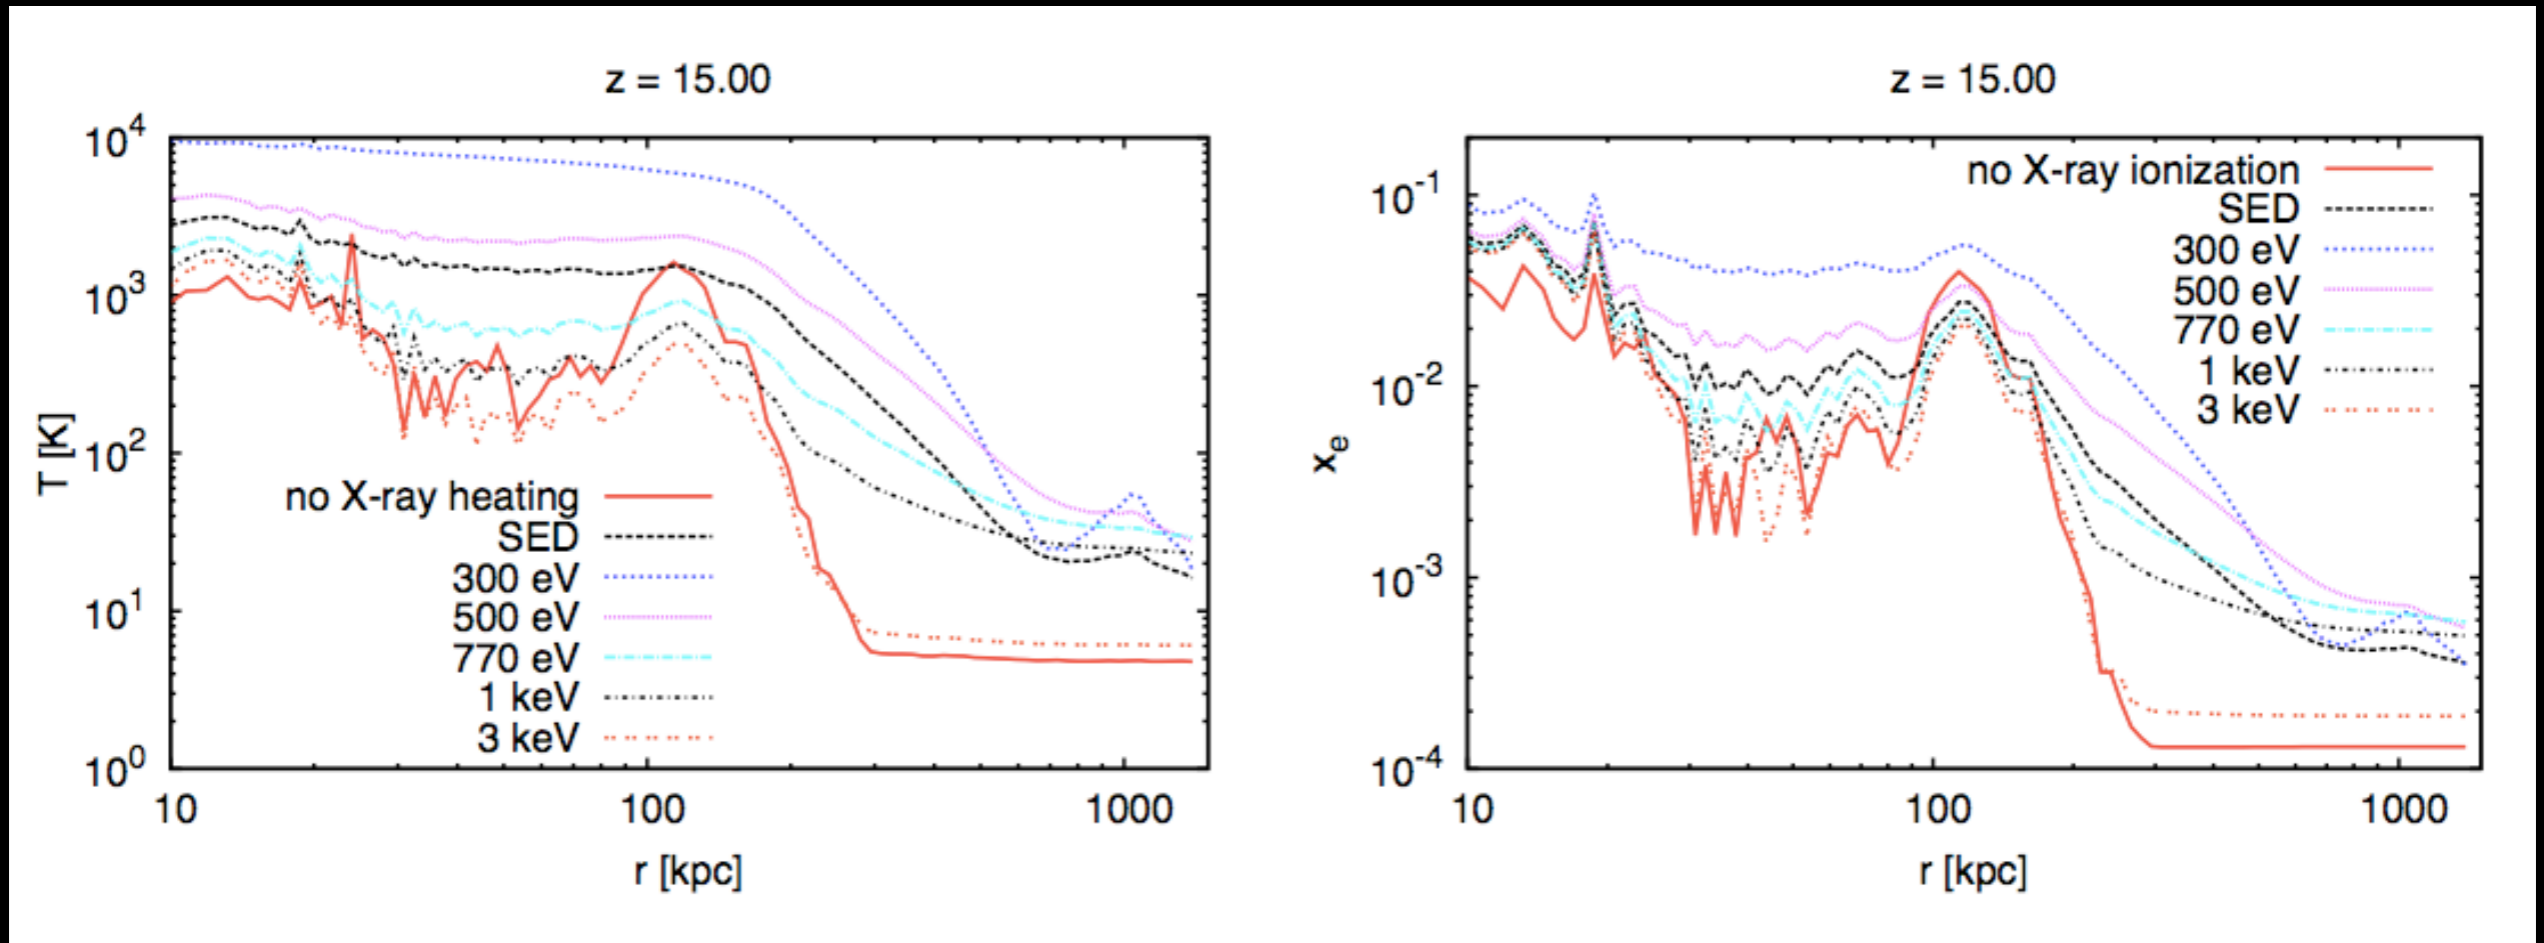 z = 15.00
10^4
10^3
10^2
10^1
10^0
T [K]
no X-ray heating
SED
300 eV
500 eV
770 eV
1 keV
3 keV
10
100
1000
r [kpc]
z = 15.00
10^-1
10^-2
10^-3
10^-4
x_e
no X-ray ionization
SED
300 eV
500 eV
770 eV
1 keV
3 keV
10
100
1000
r [kpc]